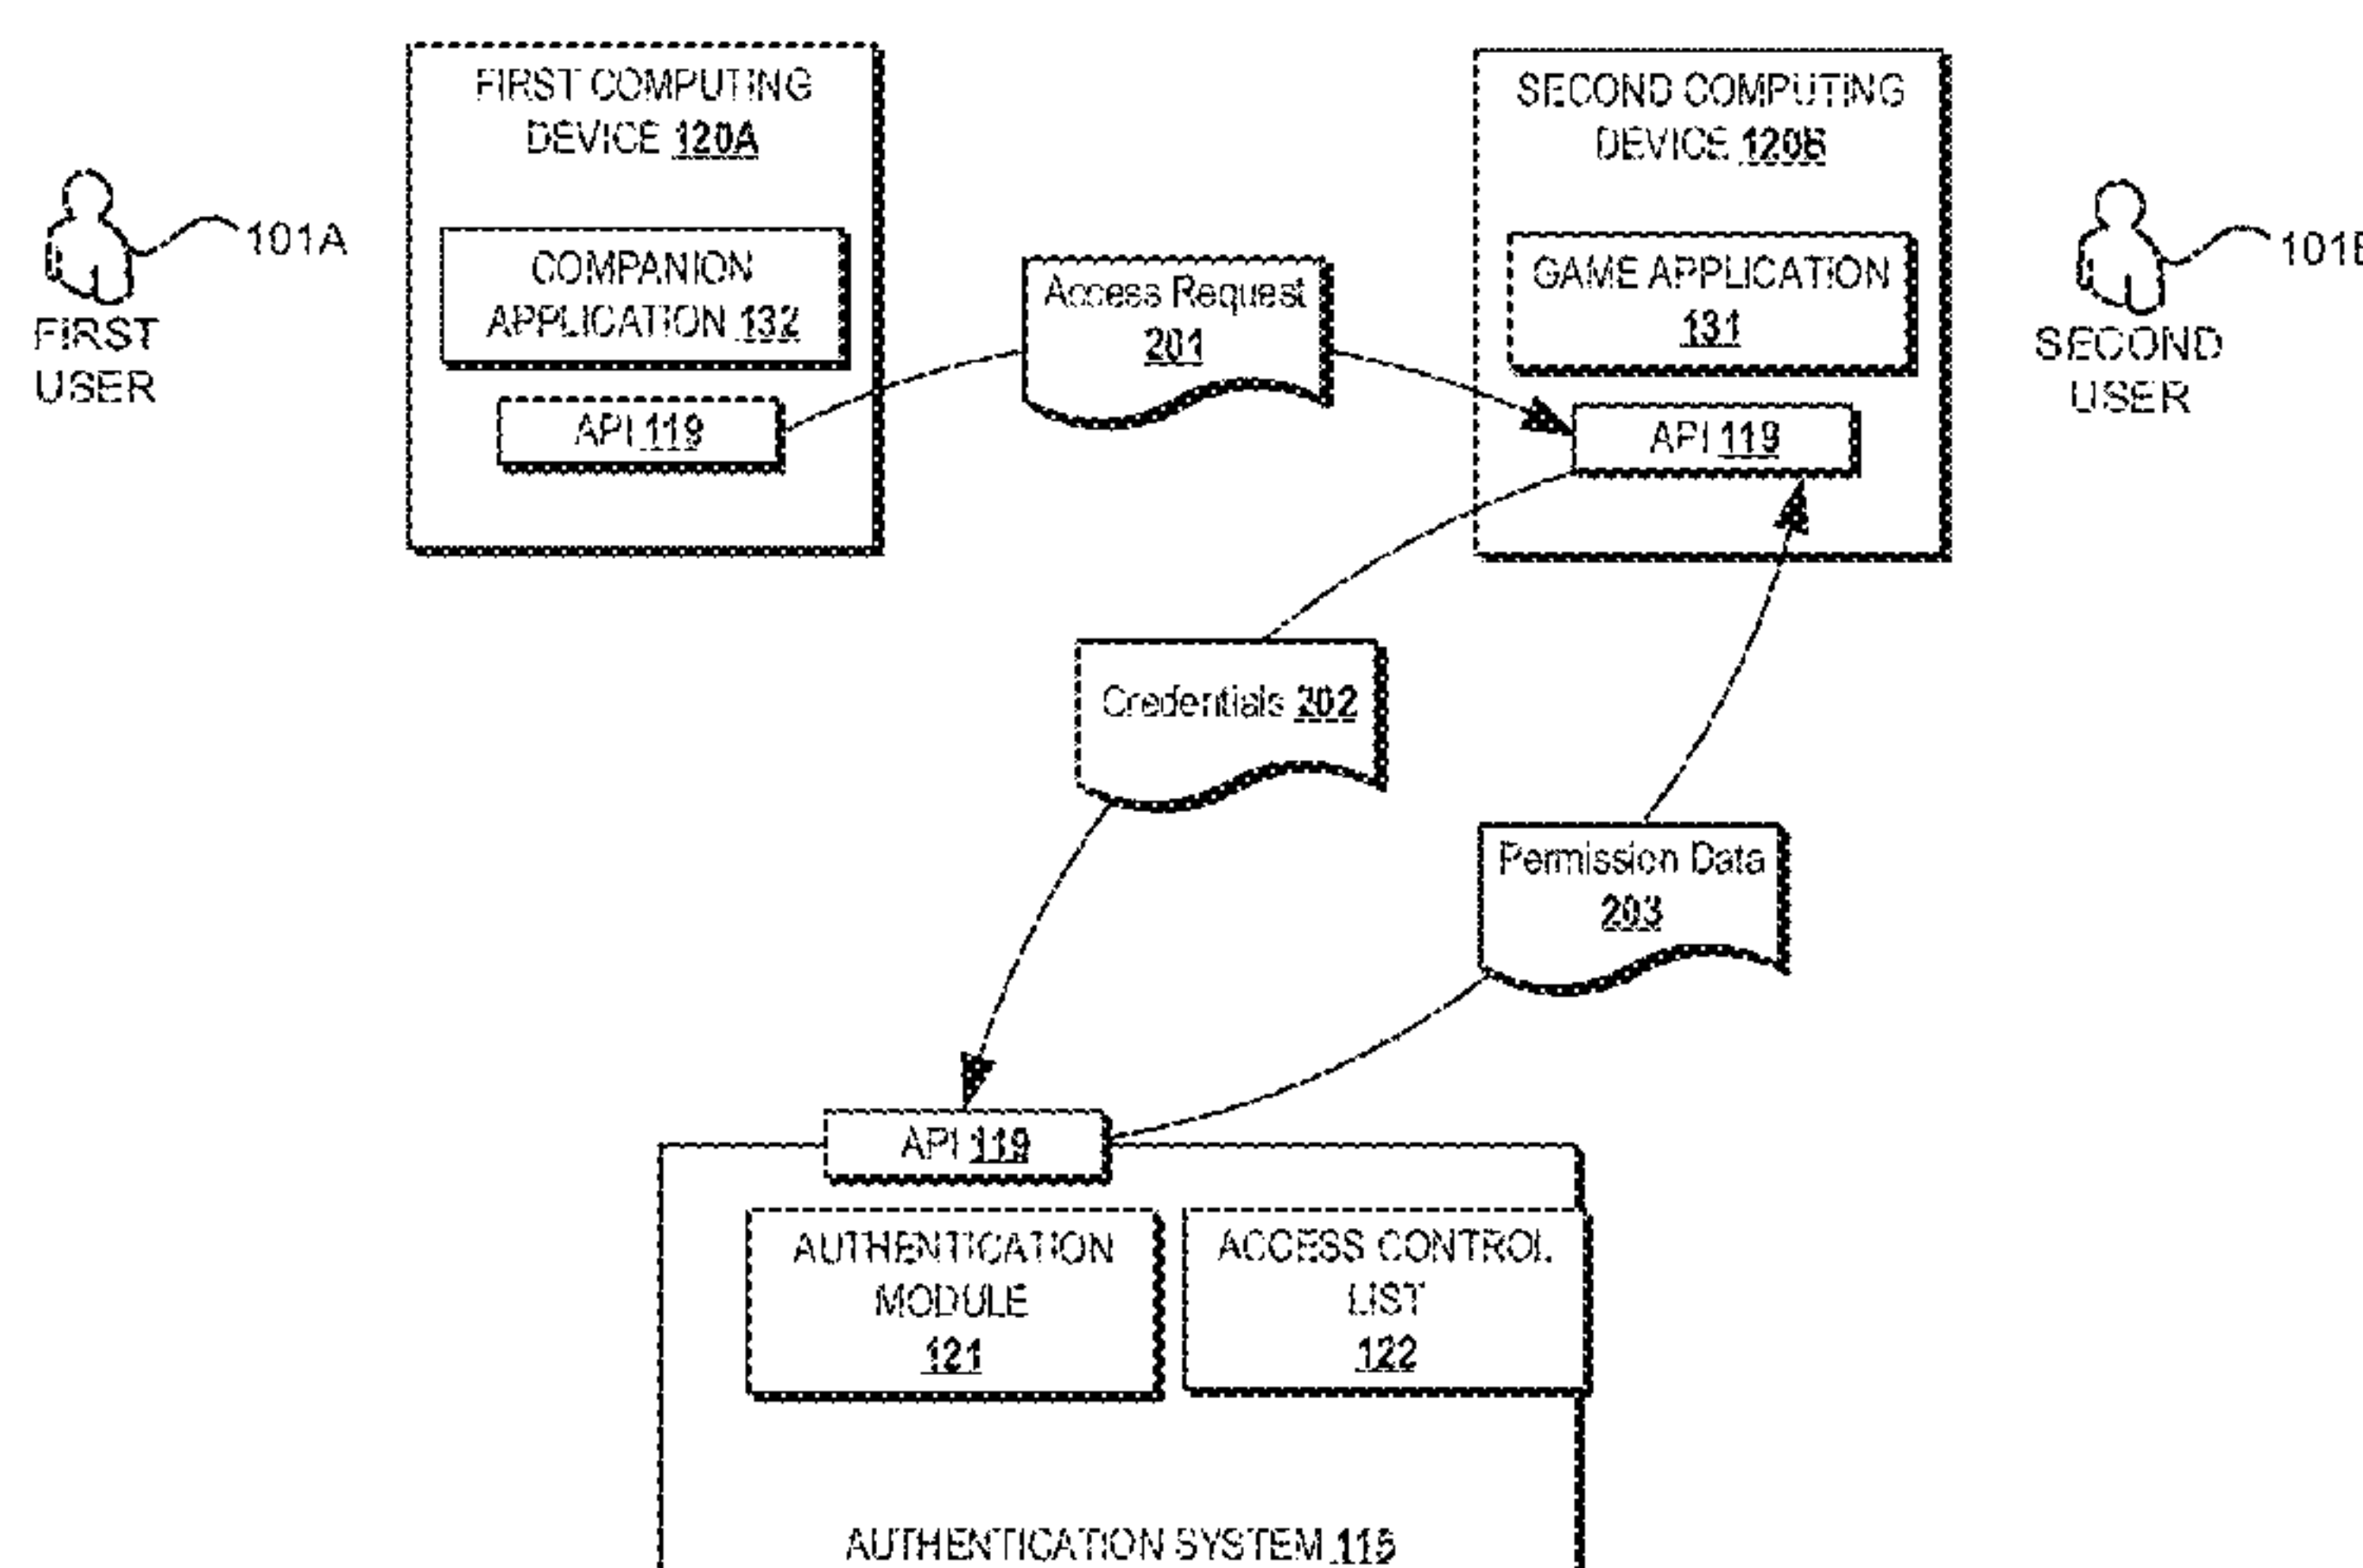 FIRST COMPUTING
DEVICE 120A
SECOND COMPUTING
DEVICE 120B
101A
101B
COMPANION
APPLICATION 132
Access Request
201
GAME APPLICATION
131
FIRST
USER
SECOND
USER
API 119
API 119
Credentials 202
Permission Data
203
API 119
AUTHENTICATION
MODULE
121
ACCESS CONTROL
LIST
122
AUTHENTICATION SYSTEM 115